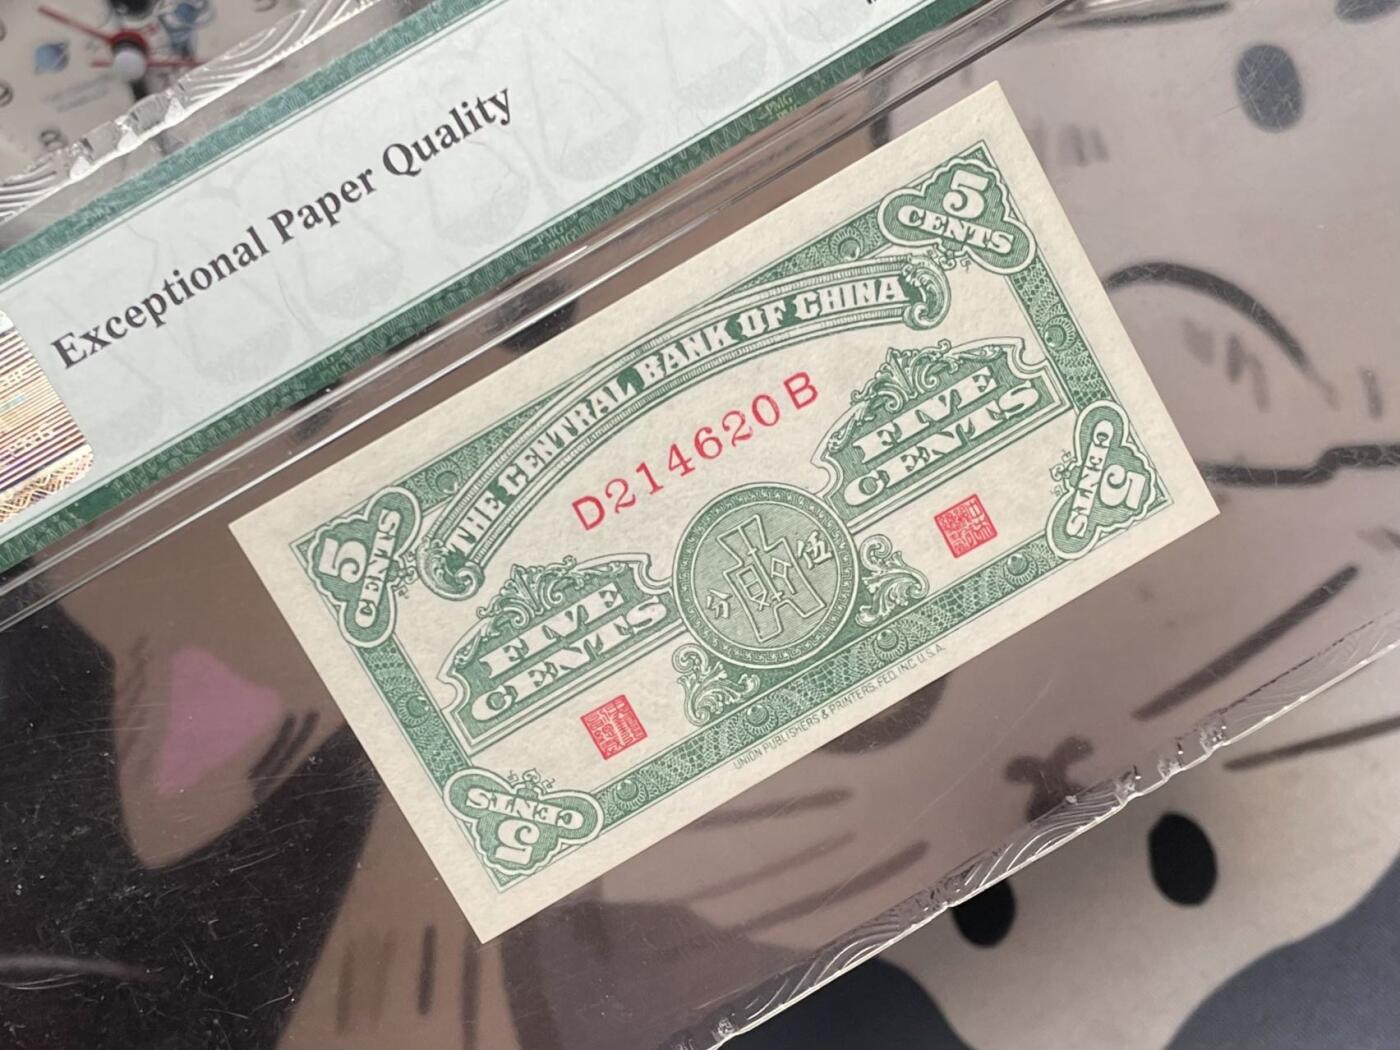 Exceptional Paper Quality
5
CENTS
THE CENTRAL BANK OF CHINA
D214620B
FIVE
CENTS
5
CENTS
5
CENTS
伍
分
FIVE
CENTS
5
CENTS
UNION PUBLISHERS & PRINTERS. FED. INC. U.S.A.